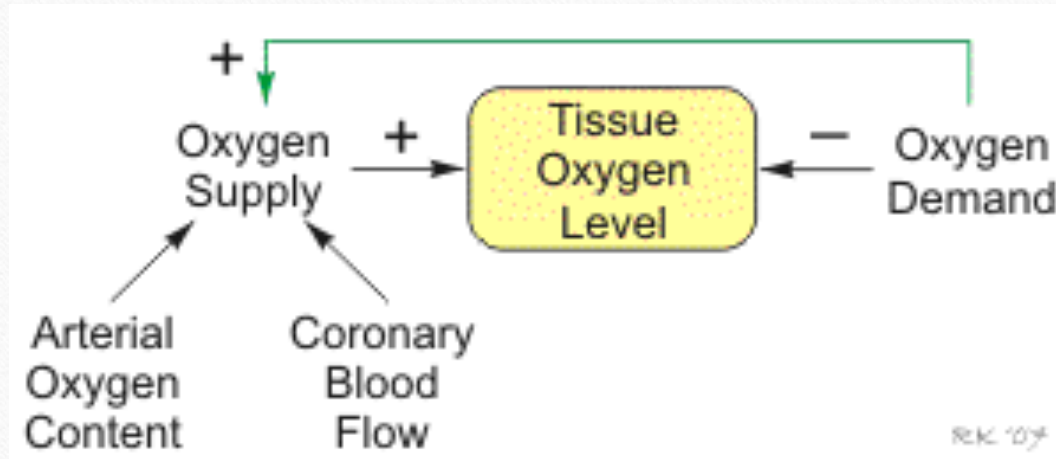 +
Oxygen
Supply
+
Tissue
Oxygen
Level
−
Oxygen
Demand
Arterial
Oxygen
Content
Coronary
Blood
Flow
RK '07